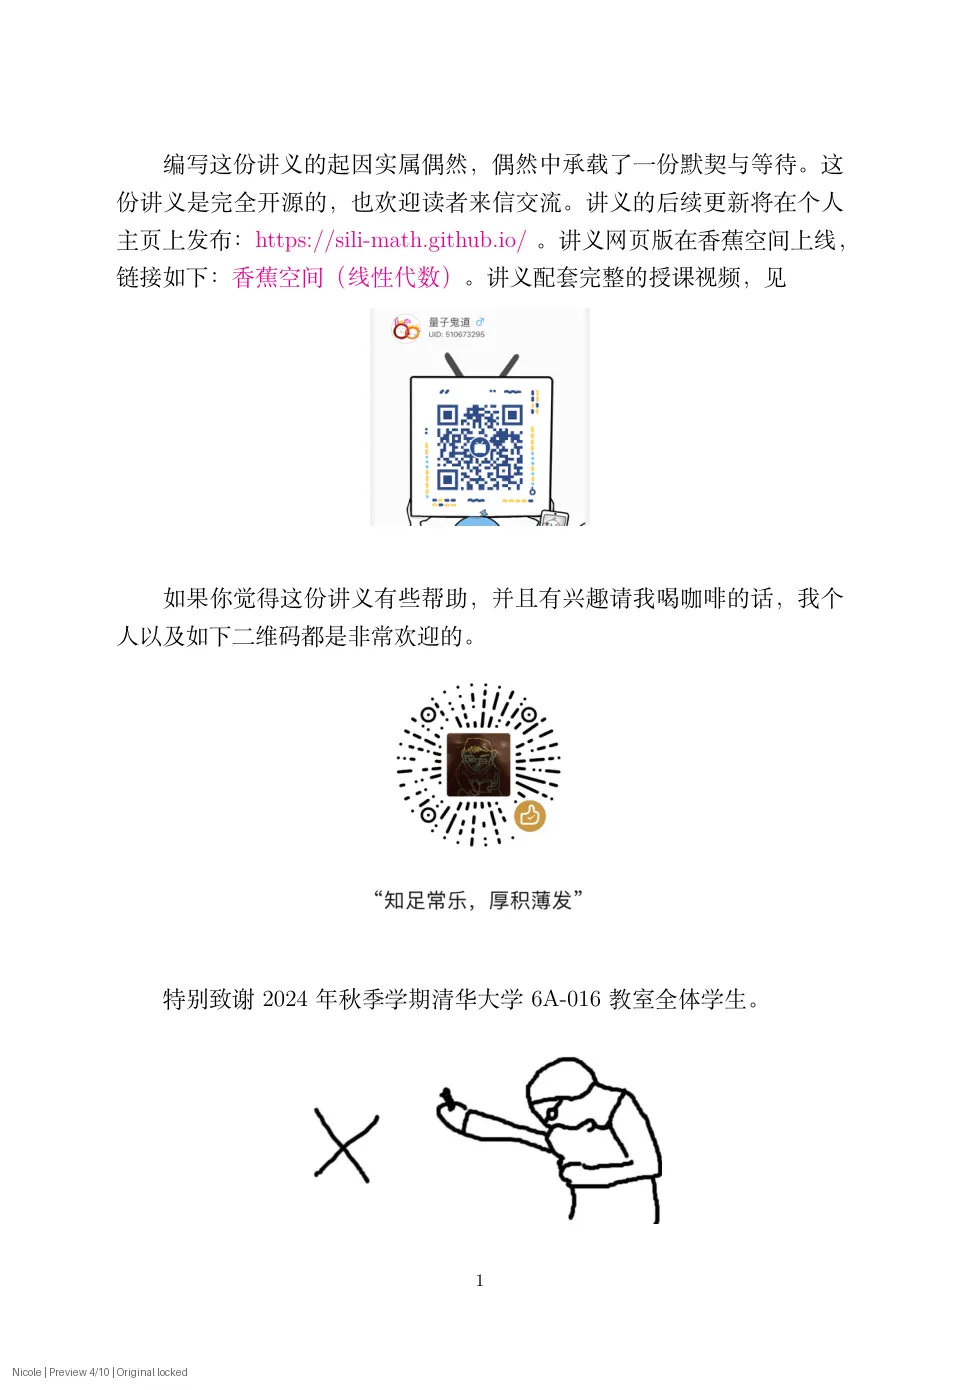 编写这份讲义的起因实属偶然，偶然中承载了一份默契与等待。这
份讲义是完全开源的，也欢迎读者来信交流。讲义的后续更新将在个人
主页上发布：https://sili-math.github.io/ 。讲义网页版在香蕉空间上线，
链接如下：香蕉空间（线性代数）。讲义配套完整的授课视频，见
量子鬼道 ♂
UID: 510673295
如果你觉得这份讲义有些帮助，并且有兴趣请我喝咖啡的话，我个
人以及如下二维码都是非常欢迎的。
“知足常乐，厚积薄发”
特别致谢 2024 年秋季学期清华大学 6A-016 教室全体学生。
1
Nicole | Preview 4/10 | Original locked